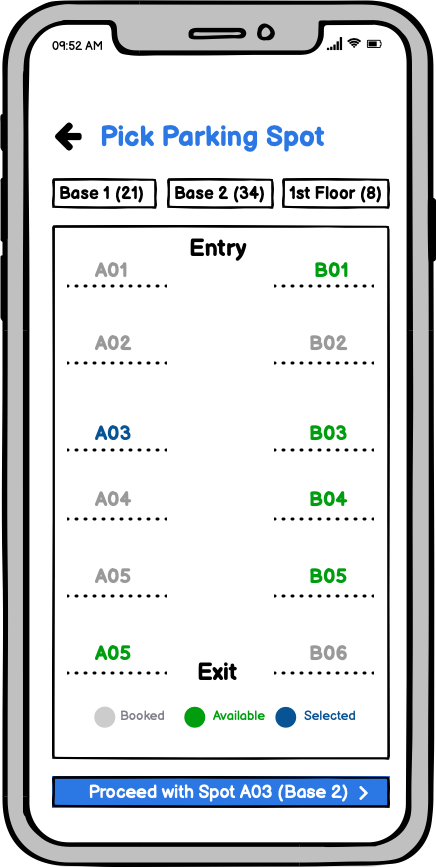 09:52 AM
Pick Parking Spot
Base 1 (21) Base 2 (34) 1st Floor (8)
Entry
A01 B01
A02 B02
A03 B03
A04 B04
A05 B05
A05 B06
Exit
Booked Available Selected
Proceed with Spot A03 (Base 2)